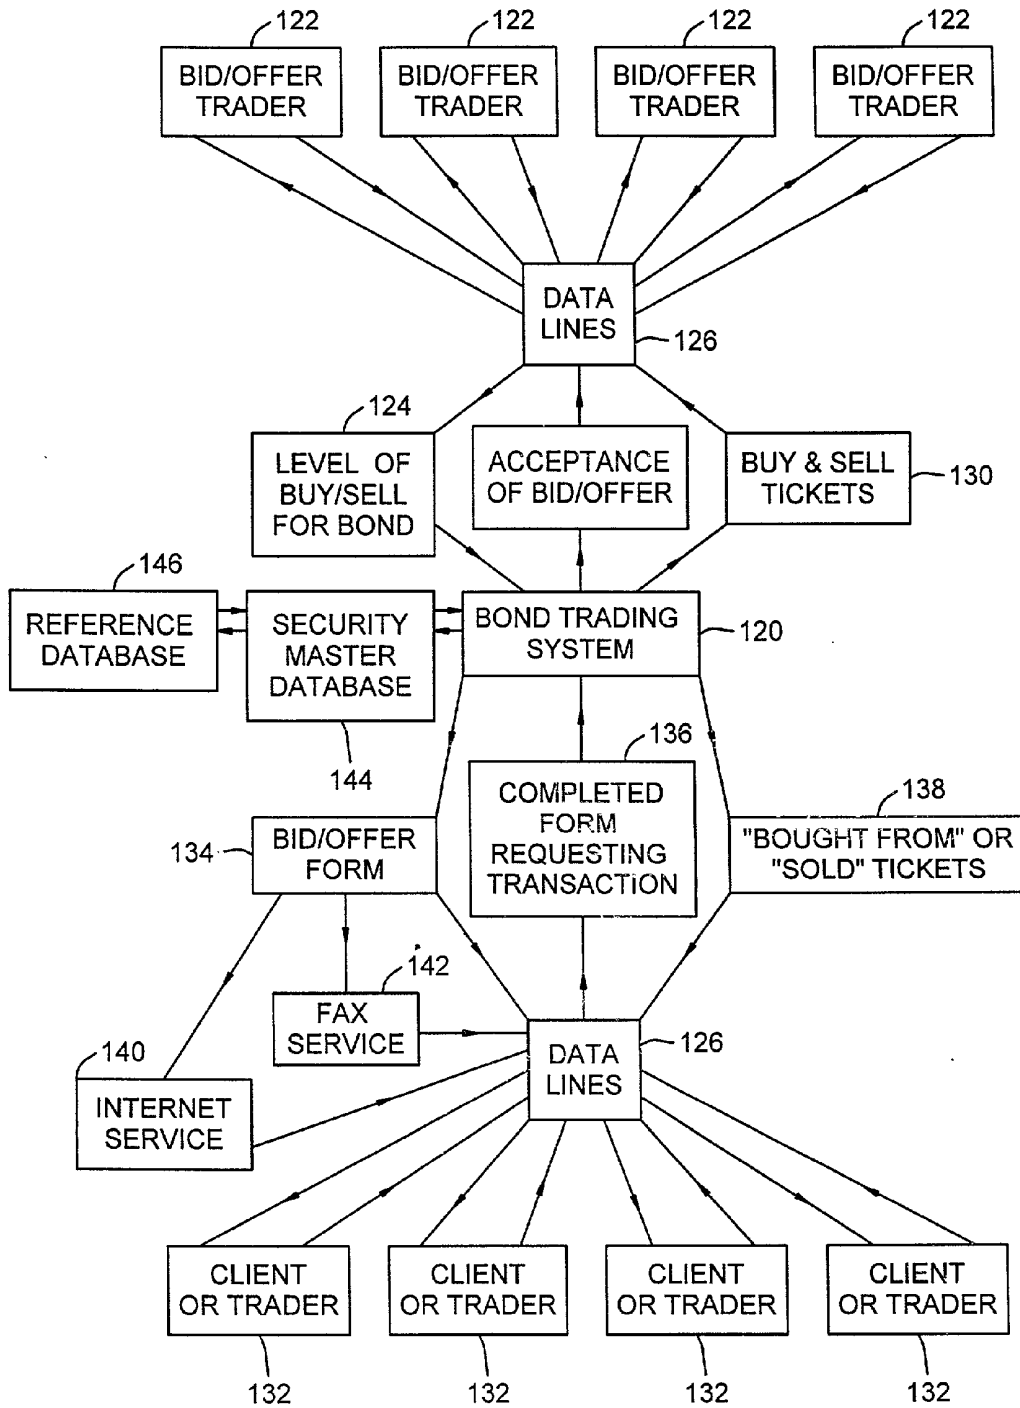 122
122
122
122
BID/OFFER
TRADER
BID/OFFER
TRADER
BID/OFFER
TRADER
BID/OFFER
TRADER
DATA
LINES
126
124
LEVEL OF
BUY/SELL
FOR BOND
ACCEPTANCE
OF BID/OFFER
BUY & SELL
TICKETS
130
146
REFERENCE
DATABASE
SECURITY
MASTER
DATABASE
144
BOND TRADING
SYSTEM
120
136
COMPLETED
FORM
REQUESTING
TRANSACTION
138
"BOUGHT FROM" OR
"SOLD" TICKETS
134
BID/OFFER
FORM
142
FAX
SERVICE
140
INTERNET
SERVICE
DATA
LINES
126
CLIENT
OR TRADER
CLIENT
OR TRADER
CLIENT
OR TRADER
CLIENT
OR TRADER
132
132
132
132